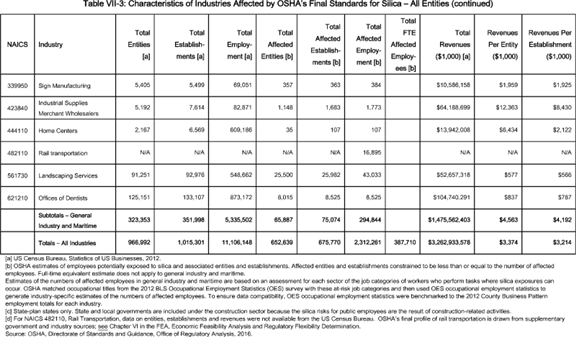 Table VII-3: Characteristics of Industries Affected by OSHA's Final Standards for Silica – All Entities (continued)
NAICS Industry Total Entities [a] Total Establish-ments [a] Total Employ-ment [a] Total Affected Entities [b] Total Affected Establish-ments [b] Total Affected Employ-ment [b] Total FTE Affected Employ-ees [b] Total Revenues ($1,000) [a] Revenues Per Entity ($1,000) Revenues Per Establishment ($1,000)
339950 Sign Manufacturing 5,405 5,499 69,051 357 363 384 $10,586,158 $1,959 $1,925
423840 Industrial Supplies Merchant Wholesalers 5,192 7,614 82,871 1,148 1,683 1,773 $64,188,699 $12,363 $8,430
444110 Home Centers 2,167 6,569 609,186 35 107 107 $13,942,008 $6,434 $2,122
482110 Rail transportation N/A N/A N/A N/A N/A 16,895 N/A N/A N/A
561730 Landscaping Services 91,251 92,976 548,662 25,500 25,982 43,033 $52,657,318 $577 $566
621210 Offices of Dentists 125,151 133,107 873,172 8,015 8,525 8,525 $104,740,291 $837 $787
Subtotals – General Industry and Maritime 323,353 351,998 5,335,502 65,887 75,074 294,844 $1,475,562,403 $4,563 $4,192
Totals – All Industries 966,992 1,015,301 11,106,148 652,639 675,770 2,312,261 387,710 $3,262,933,578 $3,374 $3,214
[a] US Census Bureau, Statistics of US Businesses, 2012.
[b] OSHA estimates of employees potentially exposed to silica and associated entities and establishments. Affected entities and establishments constrained to be less than or equal to the number of affected
employees. Full-time equivalent estimate does not apply to general industry and maritime.
Estimates of the numbers of affected employees in general industry and maritime are based on an assessment for each sector of the job categories of workers who perform tasks where silica exposures can
occur. OSHA matched occupational titles from the 2012 BLS Occupational Employment Statistics (OES) survey with these at-risk job categories and then used OES occupational employment statistics to
generate industry-specific estimates of the numbers of affected employees. To ensure data compatibility, OES occupational employment statistics were benchmarked to the 2012 County Business Pattern
employment totals for each industry.
[c] State-plan states only. State and local governments are included under the construction sector because the silica risks for public employees are the result of construction-related activities.
[d] For NAICS 482110, Rail Transportation, data on entities, establishments and revenues were not available from the US Census Bureau. OSHA's final profile of rail transportation is drawn from supplementary
government and industry sources; see Chapter VI in the FEA, Economic Feasibility Analysis and Regulatory Flexibility Determination.
Source: OSHA, Directorate of Standards and Guidance, Office of Regulatory Analysis, 2016.